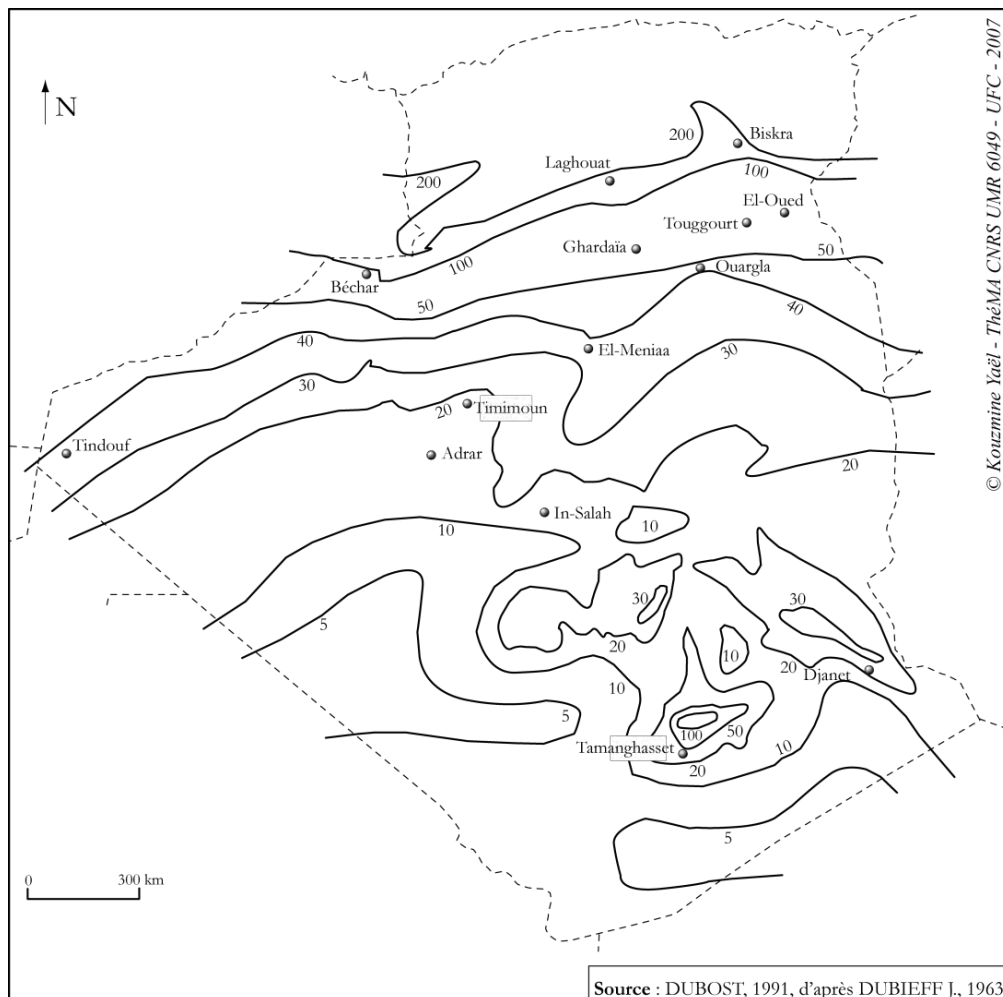 N
200
Biskra
Laghouat
100
200
El-Oued
Touggourt
Ghardaïa
50
100
Ouargla
Béchar
50
40
40
El-Meniaa
30
30
20
Timimoun
Tindouf
Adrar
20
In-Salah
10
10
30
30
5
20
10
20
Djanet
10
5
100
50
Tamanghasset
10
20
5
0 300 km
© Kouzmine Yaël - ThéMA CNRS UMR 6049 - UFC - 2007
Source : DUBOST, 1991, d'après DUBIEFF J., 1963